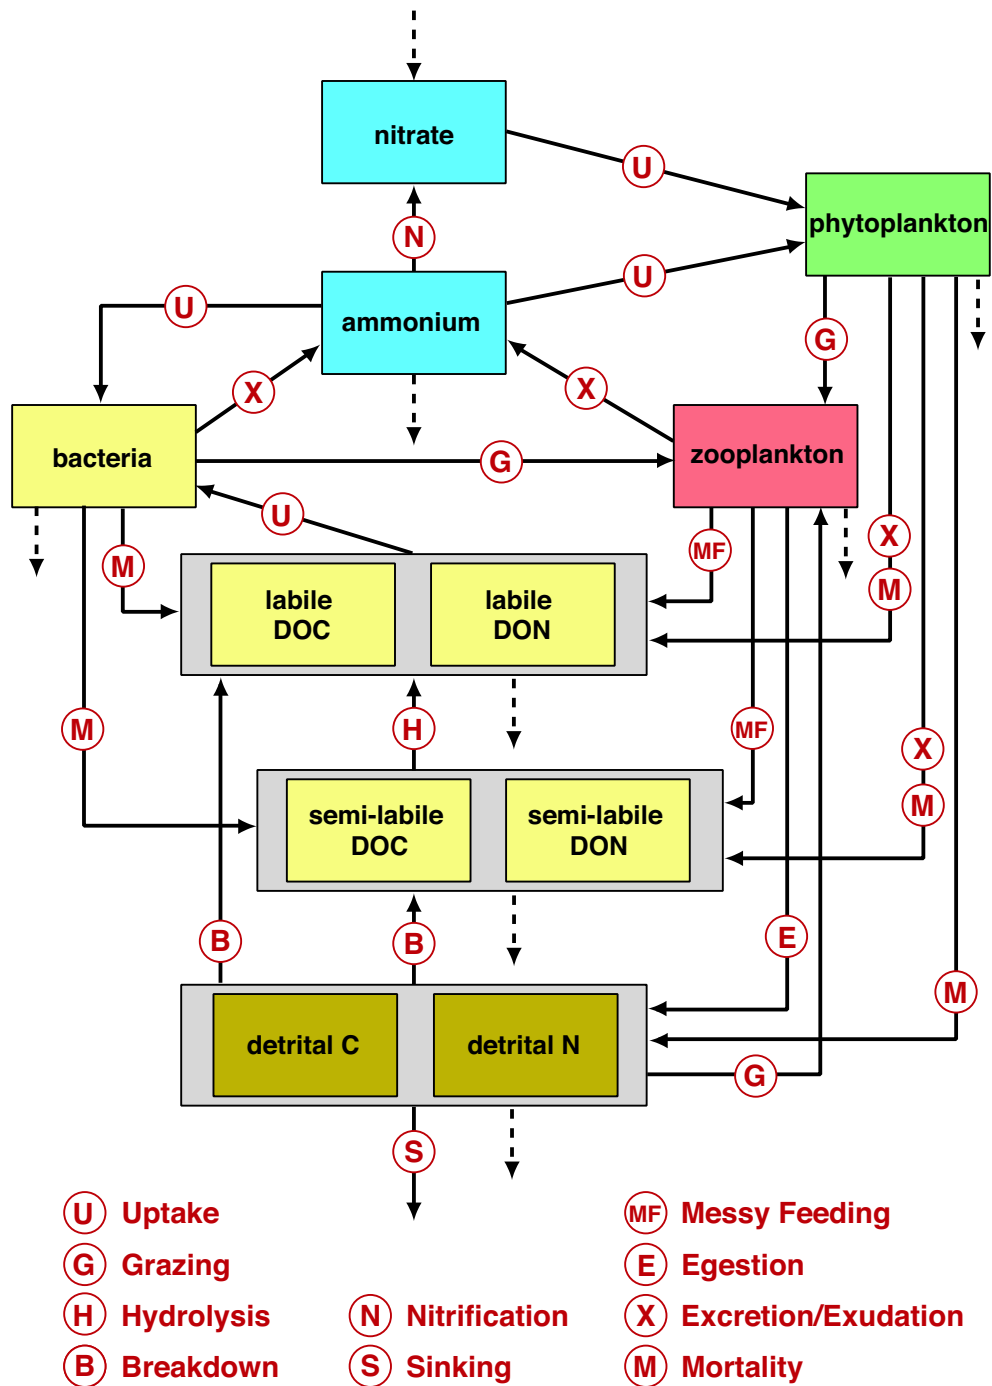 nitrate
U
phytoplankton
N
U
ammonium
U
G
X
X
bacteria
zooplankton
G
U
X
MF
M
M
labile
DOC
labile
DON
M
H
MF
X
M
semi-labile
DOC
semi-labile
DON
B
B
E
M
detrital C
detrital N
G
S
U Uptake
MF Messy Feeding
G Grazing
E Egestion
H Hydrolysis
N Nitrification
X Excretion/Exudation
B Breakdown
S Sinking
M Mortality